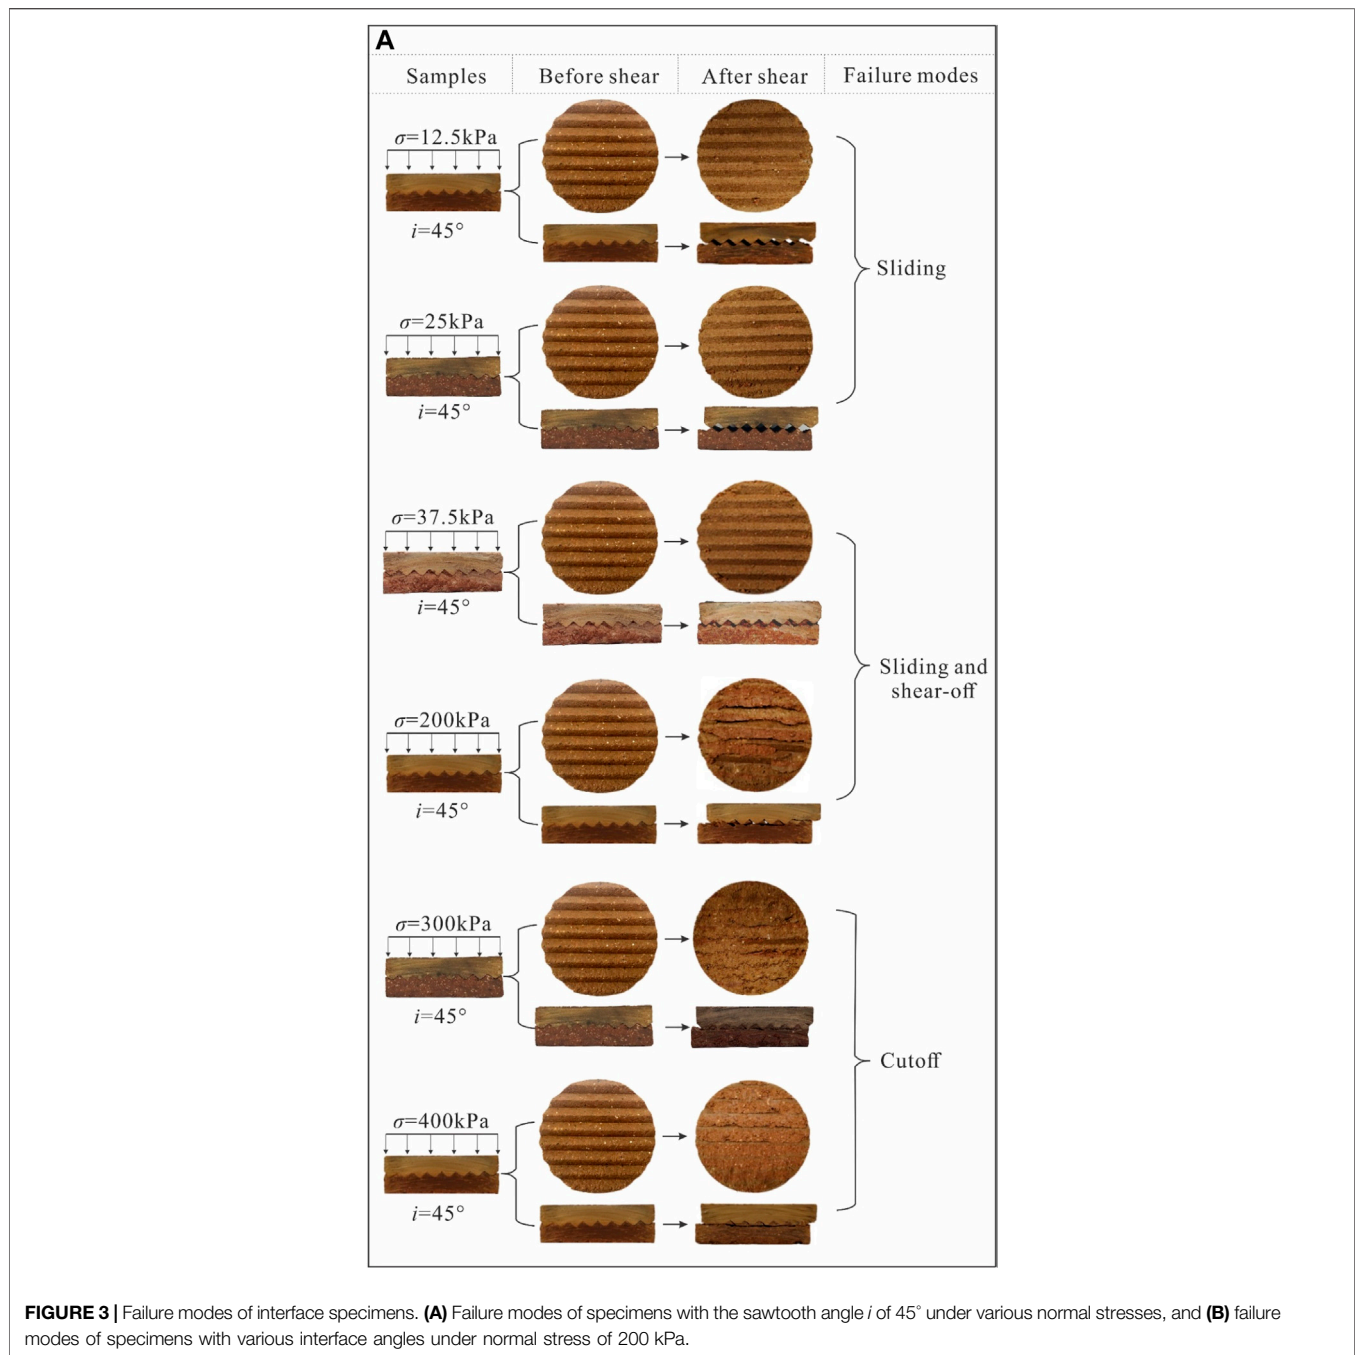 A
Samples Before shear After shear Failure modes
σ=12.5kPa
i=45°
Sliding
σ=25kPa
i=45°
σ=37.5kPa
i=45°
Sliding and
shear-off
σ=200kPa
i=45°
σ=300kPa
i=45°
Cutoff
σ=400kPa
i=45°
FIGURE 3 | Failure modes of interface specimens. (A) Failure modes of specimens with the sawtooth angle i of 45° under various normal stresses, and (B) failure
modes of specimens with various interface angles under normal stress of 200 kPa.